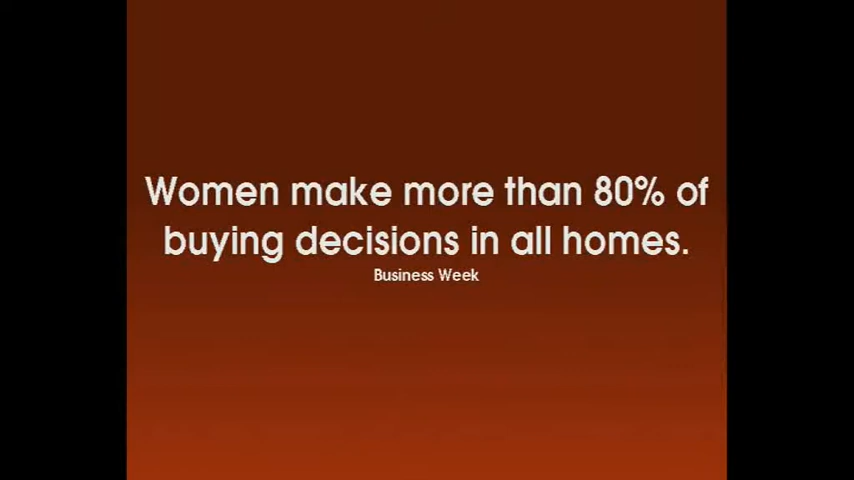 Women make more than 80% of
buying decisions in all homes.
Business Week